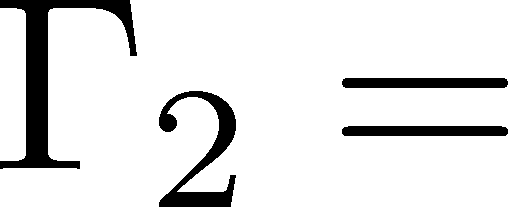 Γ₂ =